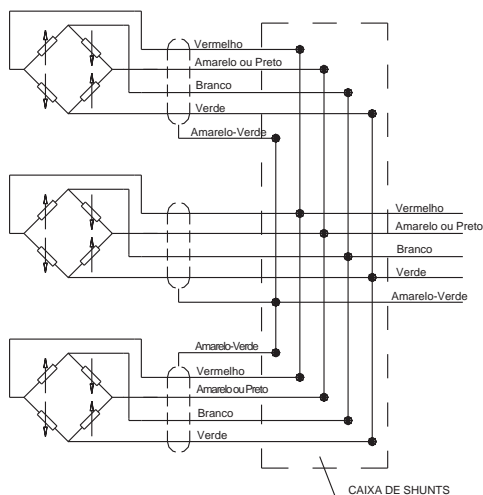 Vermelho
Amarelo ou Preto
Branco
Verde
Amarelo-Verde
Vermelho
Amarelo ou Preto
Branco
Verde
Amarelo-Verde
Amarelo-Verde
Vermelho
Amarelo ou Preto
Branco
Verde
CAIXA DE SHUNTS